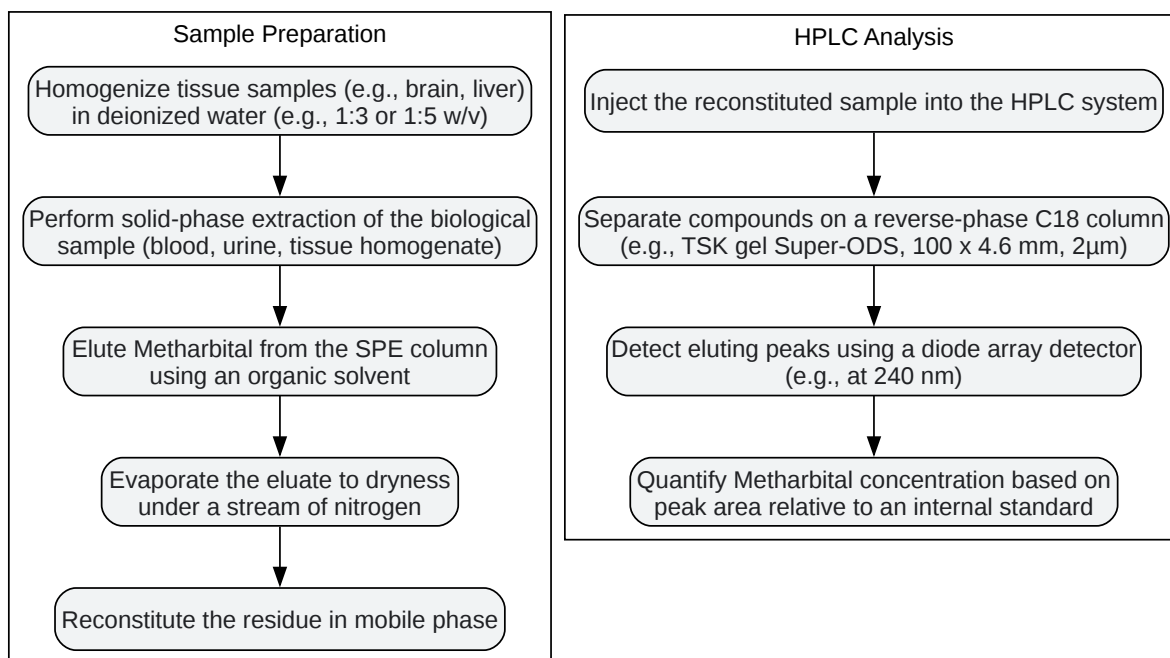 Sample Preparation
Homogenize tissue samples (e.g., brain, liver)
in deionized water (e.g., 1:3 or 1:5 w/v)
Perform solid-phase extraction of the biological
sample (blood, urine, tissue homogenate)
Elute Metharbital from the SPE column
using an organic solvent
Evaporate the eluate to dryness
under a stream of nitrogen
Reconstitute the residue in mobile phase
HPLC Analysis
Inject the reconstituted sample into the HPLC system
Separate compounds on a reverse-phase C18 column
(e.g., TSK gel Super-ODS, 100 x 4.6 mm, 2µm)
Detect eluting peaks using a diode array detector
(e.g., at 240 nm)
Quantify Metharbital concentration based on
peak area relative to an internal standard